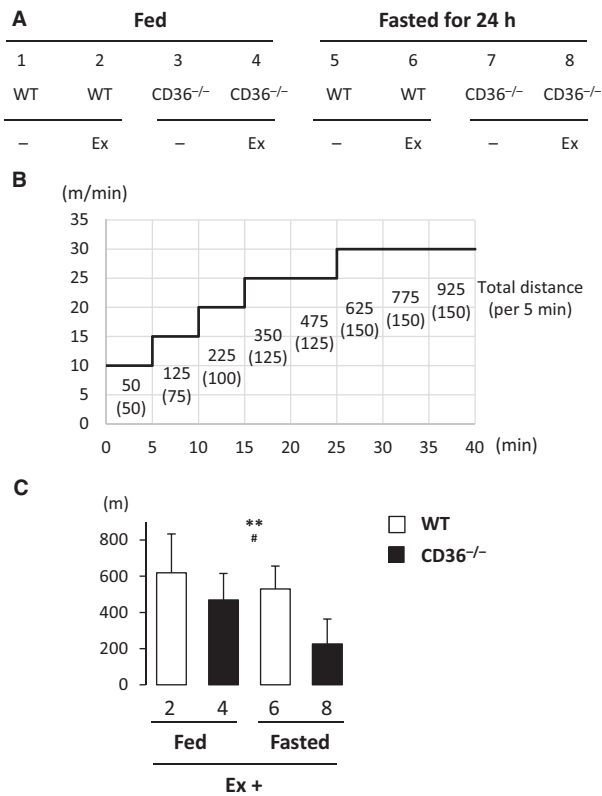 A Fed Fasted for 24 h
1 2 3 4 5 6 7 8
WT WT CD36–/– CD36–/– WT WT CD36–/– CD36–/–
– Ex – Ex – Ex – Ex
B
(m/min)
35
30
25
20
15
10
5
0
50
(50)
125
(75)
225
(100)
350
(125)
475
(125)
625
(150)
775
(150)
925
(150)
Total distance
(per 5 min)
0 5 10 15 20 25 30 35 40 (min)
C
(m)
800
600
400
200
0
**
#
WT
CD36–/–
2 4 6 8
Fed Fasted
Ex +